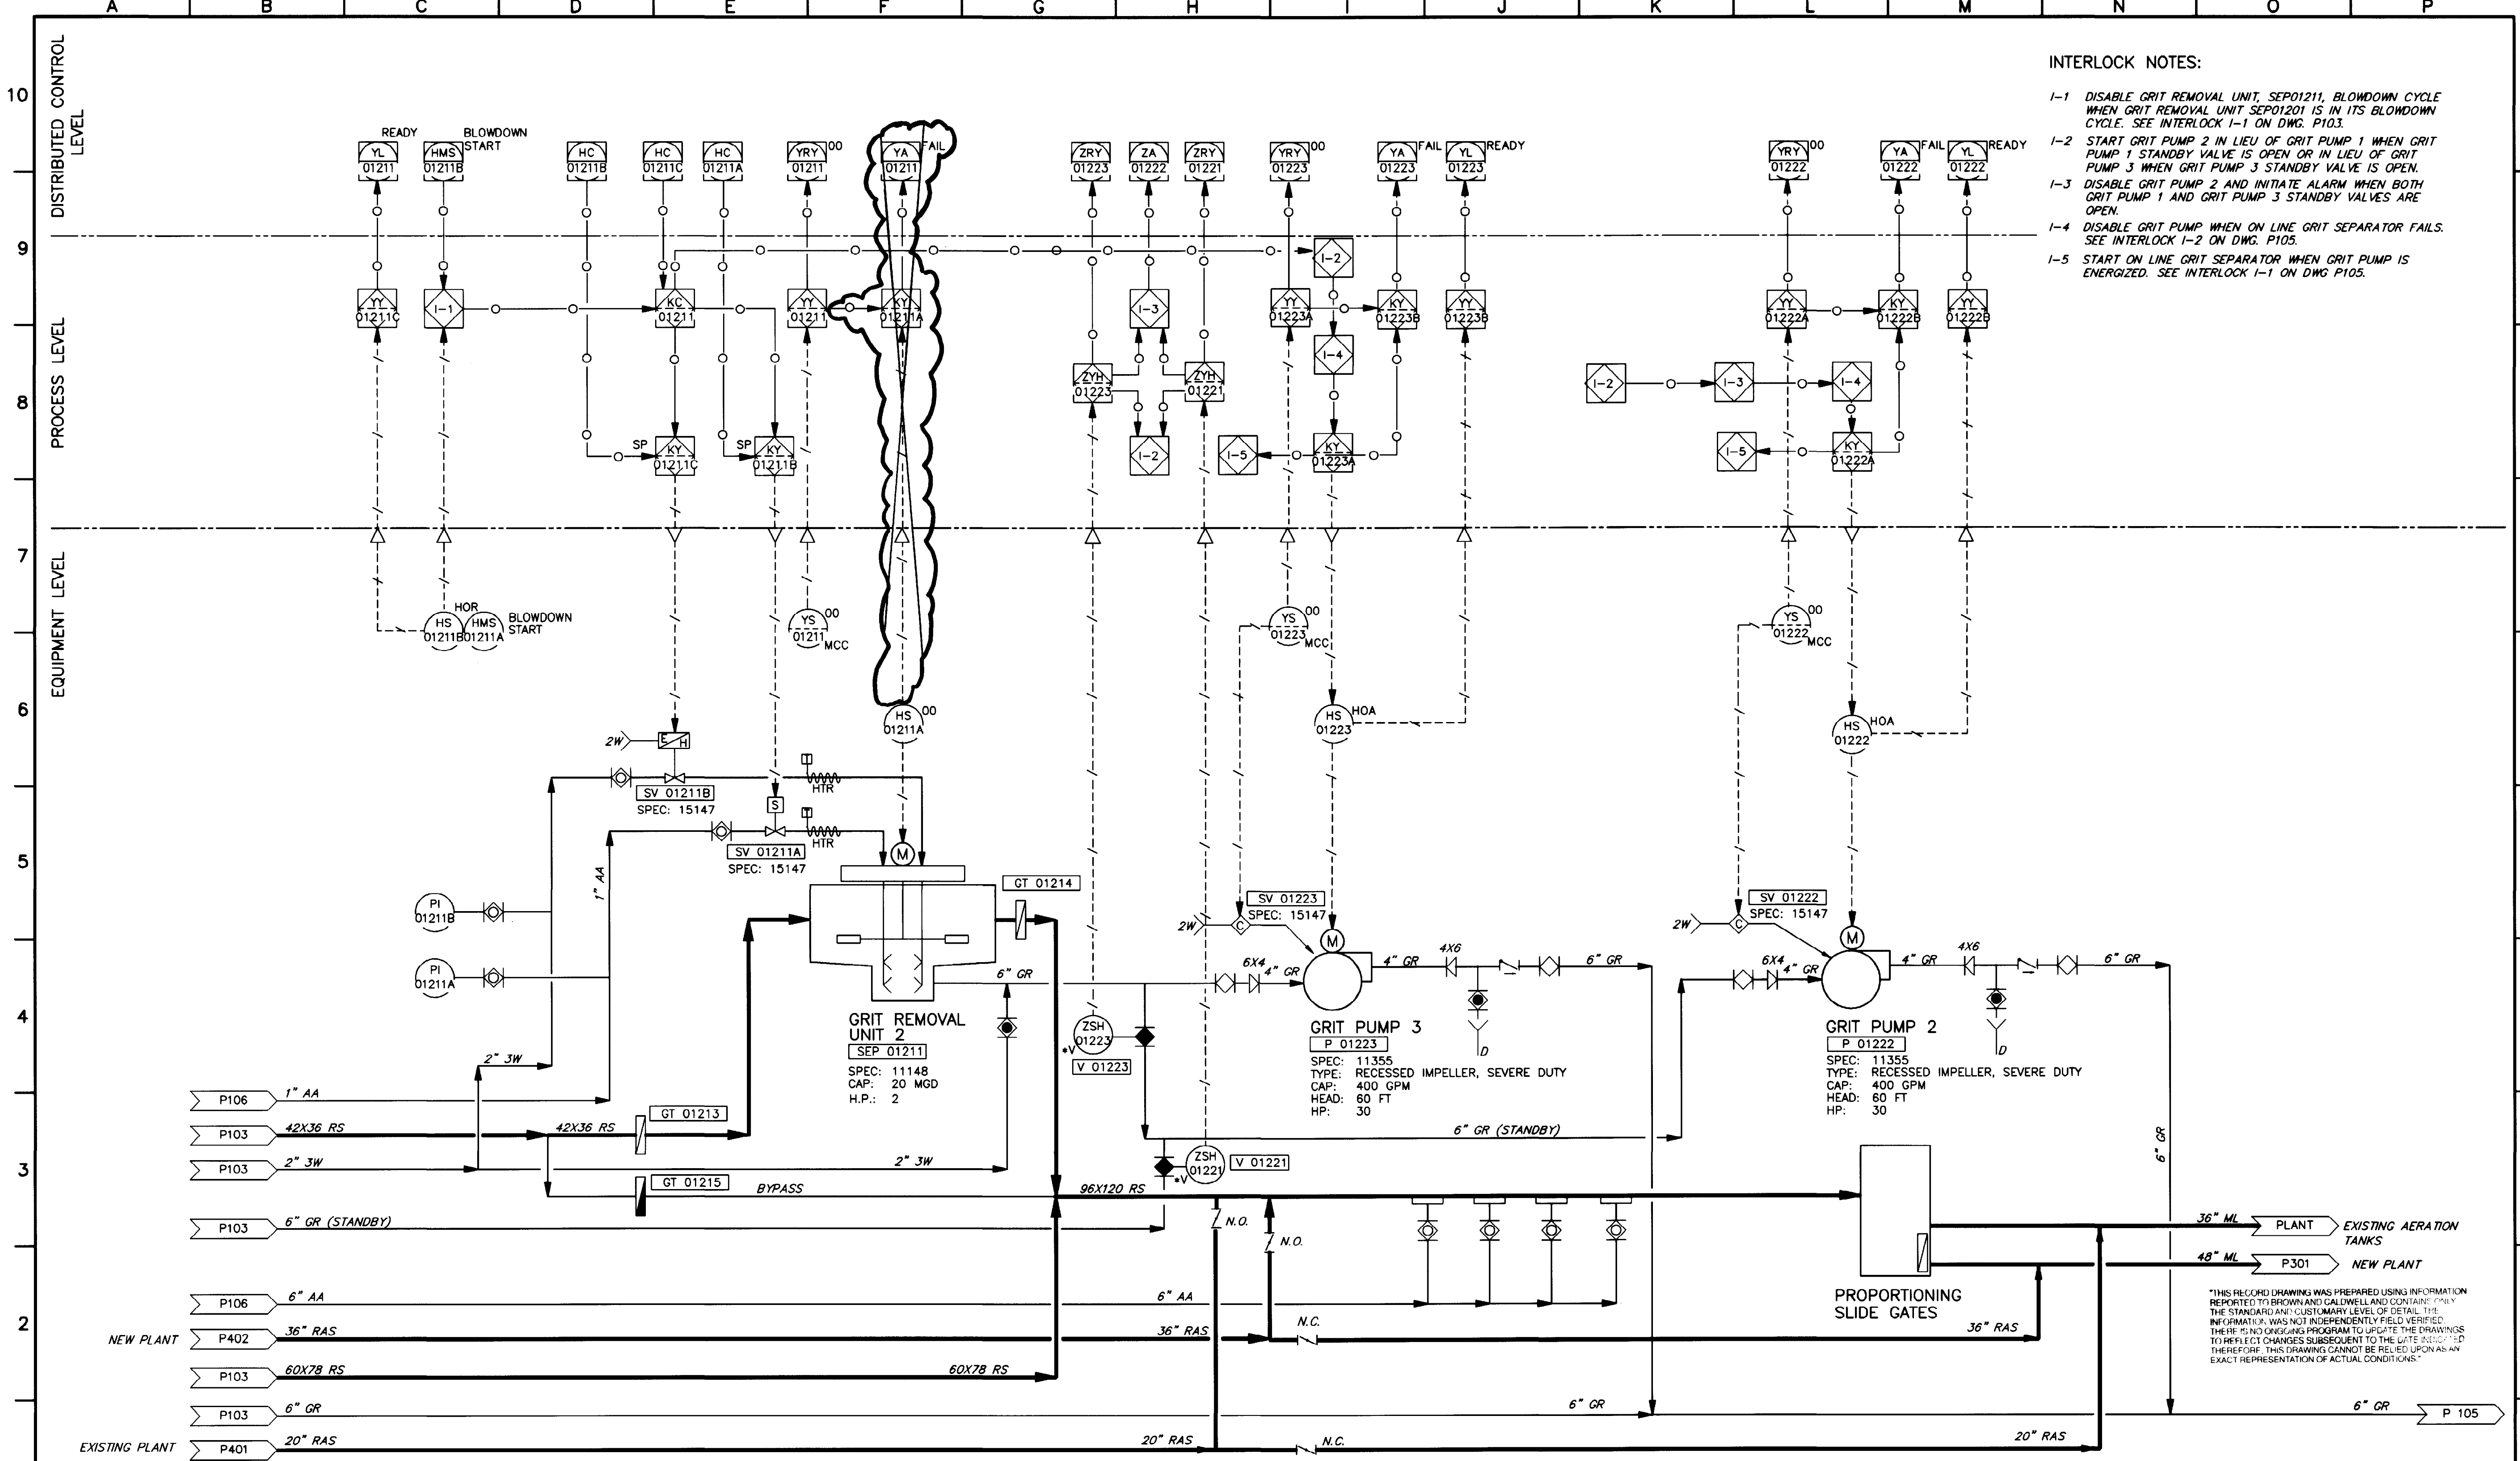 A B C D E F G H I J K L M N O P
10
9
8
7
6
5
4
3
2
DISTRIBUTED CONTROL
LEVEL
PROCESS LEVEL
EQUIPMENT LEVEL
INTERLOCK NOTES:
I-1 DISABLE GRIT REMOVAL UNIT, SEP01211, BLOWDOWN CYCLE
WHEN GRIT REMOVAL UNIT SEP01201 IS IN ITS BLOWDOWN
CYCLE. SEE INTERLOCK I-1 ON DWG. P103.
I-2 START GRIT PUMP 2 IN LIEU OF GRIT PUMP 1 WHEN GRIT
PUMP 1 STANDBY VALVE IS OPEN OR IN LIEU OF GRIT
PUMP 3 WHEN GRIT PUMP 3 STANDBY VALVE IS OPEN.
I-3 DISABLE GRIT PUMP 2 AND INITIATE ALARM WHEN BOTH
GRIT PUMP 1 AND GRIT PUMP 3 STANDBY VALVES ARE
OPEN.
I-4 DISABLE GRIT PUMP WHEN ON LINE GRIT SEPARATOR FAILS.
SEE INTERLOCK I-2 ON DWG. P105.
I-5 START ON LINE GRIT SEPARATOR WHEN GRIT PUMP IS
ENERGIZED. SEE INTERLOCK I-1 ON DWG P105.
READY
YL
01211
BLOWDOWN
START
HMS
01211B
HC
01211B
HC
01211C
HC
01211A
YRY
01211
OO
YA
01211
FAIL
ZRY
01223
ZA
01222
ZRY
01221
YRY
01223
OO
YA
01223
FAIL
YL
01223
READY
YRY
01222
OO
YA
01222
FAIL
YL
01222
READY
I-2
YY
01211C
I-1
KC
01211
YY
01211
KY
01211A
I-3
YY
01223A
KY
01223B
YY
01223B
YY
01222A
KY
01222B
YY
01222B
I-4
ZYH
01223
ZYH
01221
I-2
I-3
I-4
SP
KY
01211C
SP
KY
01211B
I-2
I-5
KY
01223A
I-5
KY
01222A
HOR
HS
01211B
HMS
01211A
BLOWDOWN
START
YS
01211
OO
MCC
YS
01223
OO
MCC
YS
01222
OO
MCC
HS
01211A
OO
HS
01223
HOA
HS
01222
HOA
2W
E
H
SV 01211B
SPEC: 15147
T
HTR
S
T
HTR
SV 01211A
SPEC: 15147
M
1" AA
PI
01211B
PI
01211A
GT 01214
6" GR
SV 01223
SPEC: 15147
2W
C
M
6X4
4" GR
4" GR
4X6
6" GR
D
SV 01222
SPEC: 15147
2W
C
M
6X4
4" GR
4" GR
4X6
6" GR
D
GRIT REMOVAL
UNIT 2
SEP 01211
SPEC: 11148
CAP: 20 MGD
H.P.: 2
ZSH
01223
*V
V 01223
GRIT PUMP 3
P 01223
SPEC: 11355
TYPE: RECESSED IMPELLER, SEVERE DUTY
CAP: 400 GPM
HEAD: 60 FT
HP: 30
GRIT PUMP 2
P 01222
SPEC: 11355
TYPE: RECESSED IMPELLER, SEVERE DUTY
CAP: 400 GPM
HEAD: 60 FT
HP: 30
2" 3W
P106 1" AA
GT 01213
P103 42X36 RS 42X36 RS
6" GR (STANDBY)
6" GR
P103 2" 3W 2" 3W
ZSH
01221
*V
V 01221
GT 01215
BYPASS
96X120 RS
P103 6" GR (STANDBY)
N.O.
N.O.
36" ML PLANT EXISTING AERATION
TANKS
48" ML P301 NEW PLANT
PROPORTIONING
SLIDE GATES
P106 6" AA 6" AA
NEW PLANT P402 36" RAS 36" RAS N.C. 36" RAS
P103 60X78 RS 60X78 RS
P103 6" GR 6" GR 6" GR P 105
EXISTING PLANT P401 20" RAS 20" RAS N.C. 20" RAS
"THIS RECORD DRAWING WAS PREPARED USING INFORMATION
REPORTED TO BROWN AND CALDWELL AND CONTAINS ONLY
THE STANDARD AND CUSTOMARY LEVEL OF DETAIL. THE
INFORMATION WAS NOT INDEPENDENTLY FIELD VERIFIED.
THERE IS NO ONGOING PROGRAM TO UPDATE THE DRAWINGS
TO REFLECT CHANGES SUBSEQUENT TO THE DATE INDICATED
THEREFORE, THIS DRAWING CANNOT BE RELIED UPON AS AN
EXACT REPRESENTATION OF ACTUAL CONDITIONS."